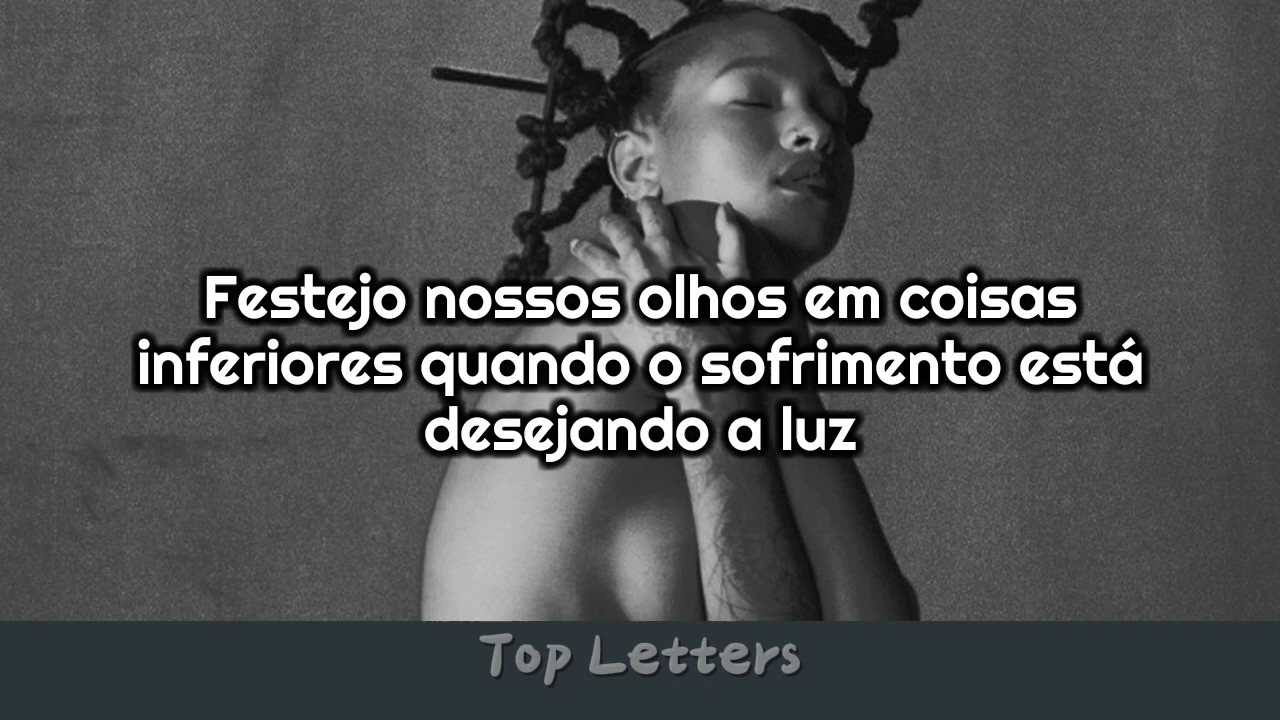 Festejo nossos olhos em coisas
inferiores quando o sofrimento está
desejando a luz
Top Letters